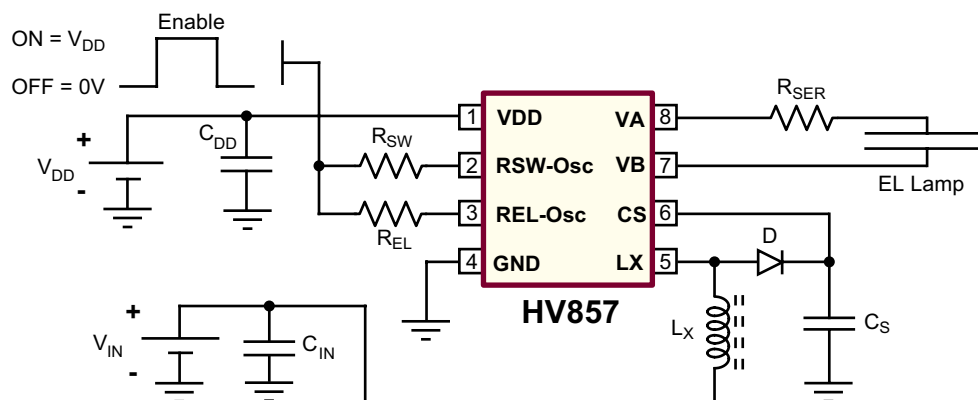 Enable
ON = VDD
OFF = 0V
+
VDD
-
CDD
RSW
REL
1 VDD
2 RSW-Osc
3 REL-Osc
4 GND
VA 8
VB 7
CS 6
LX 5
HV857
RSER
EL Lamp
D
LX
CS
+
VIN
-
CIN